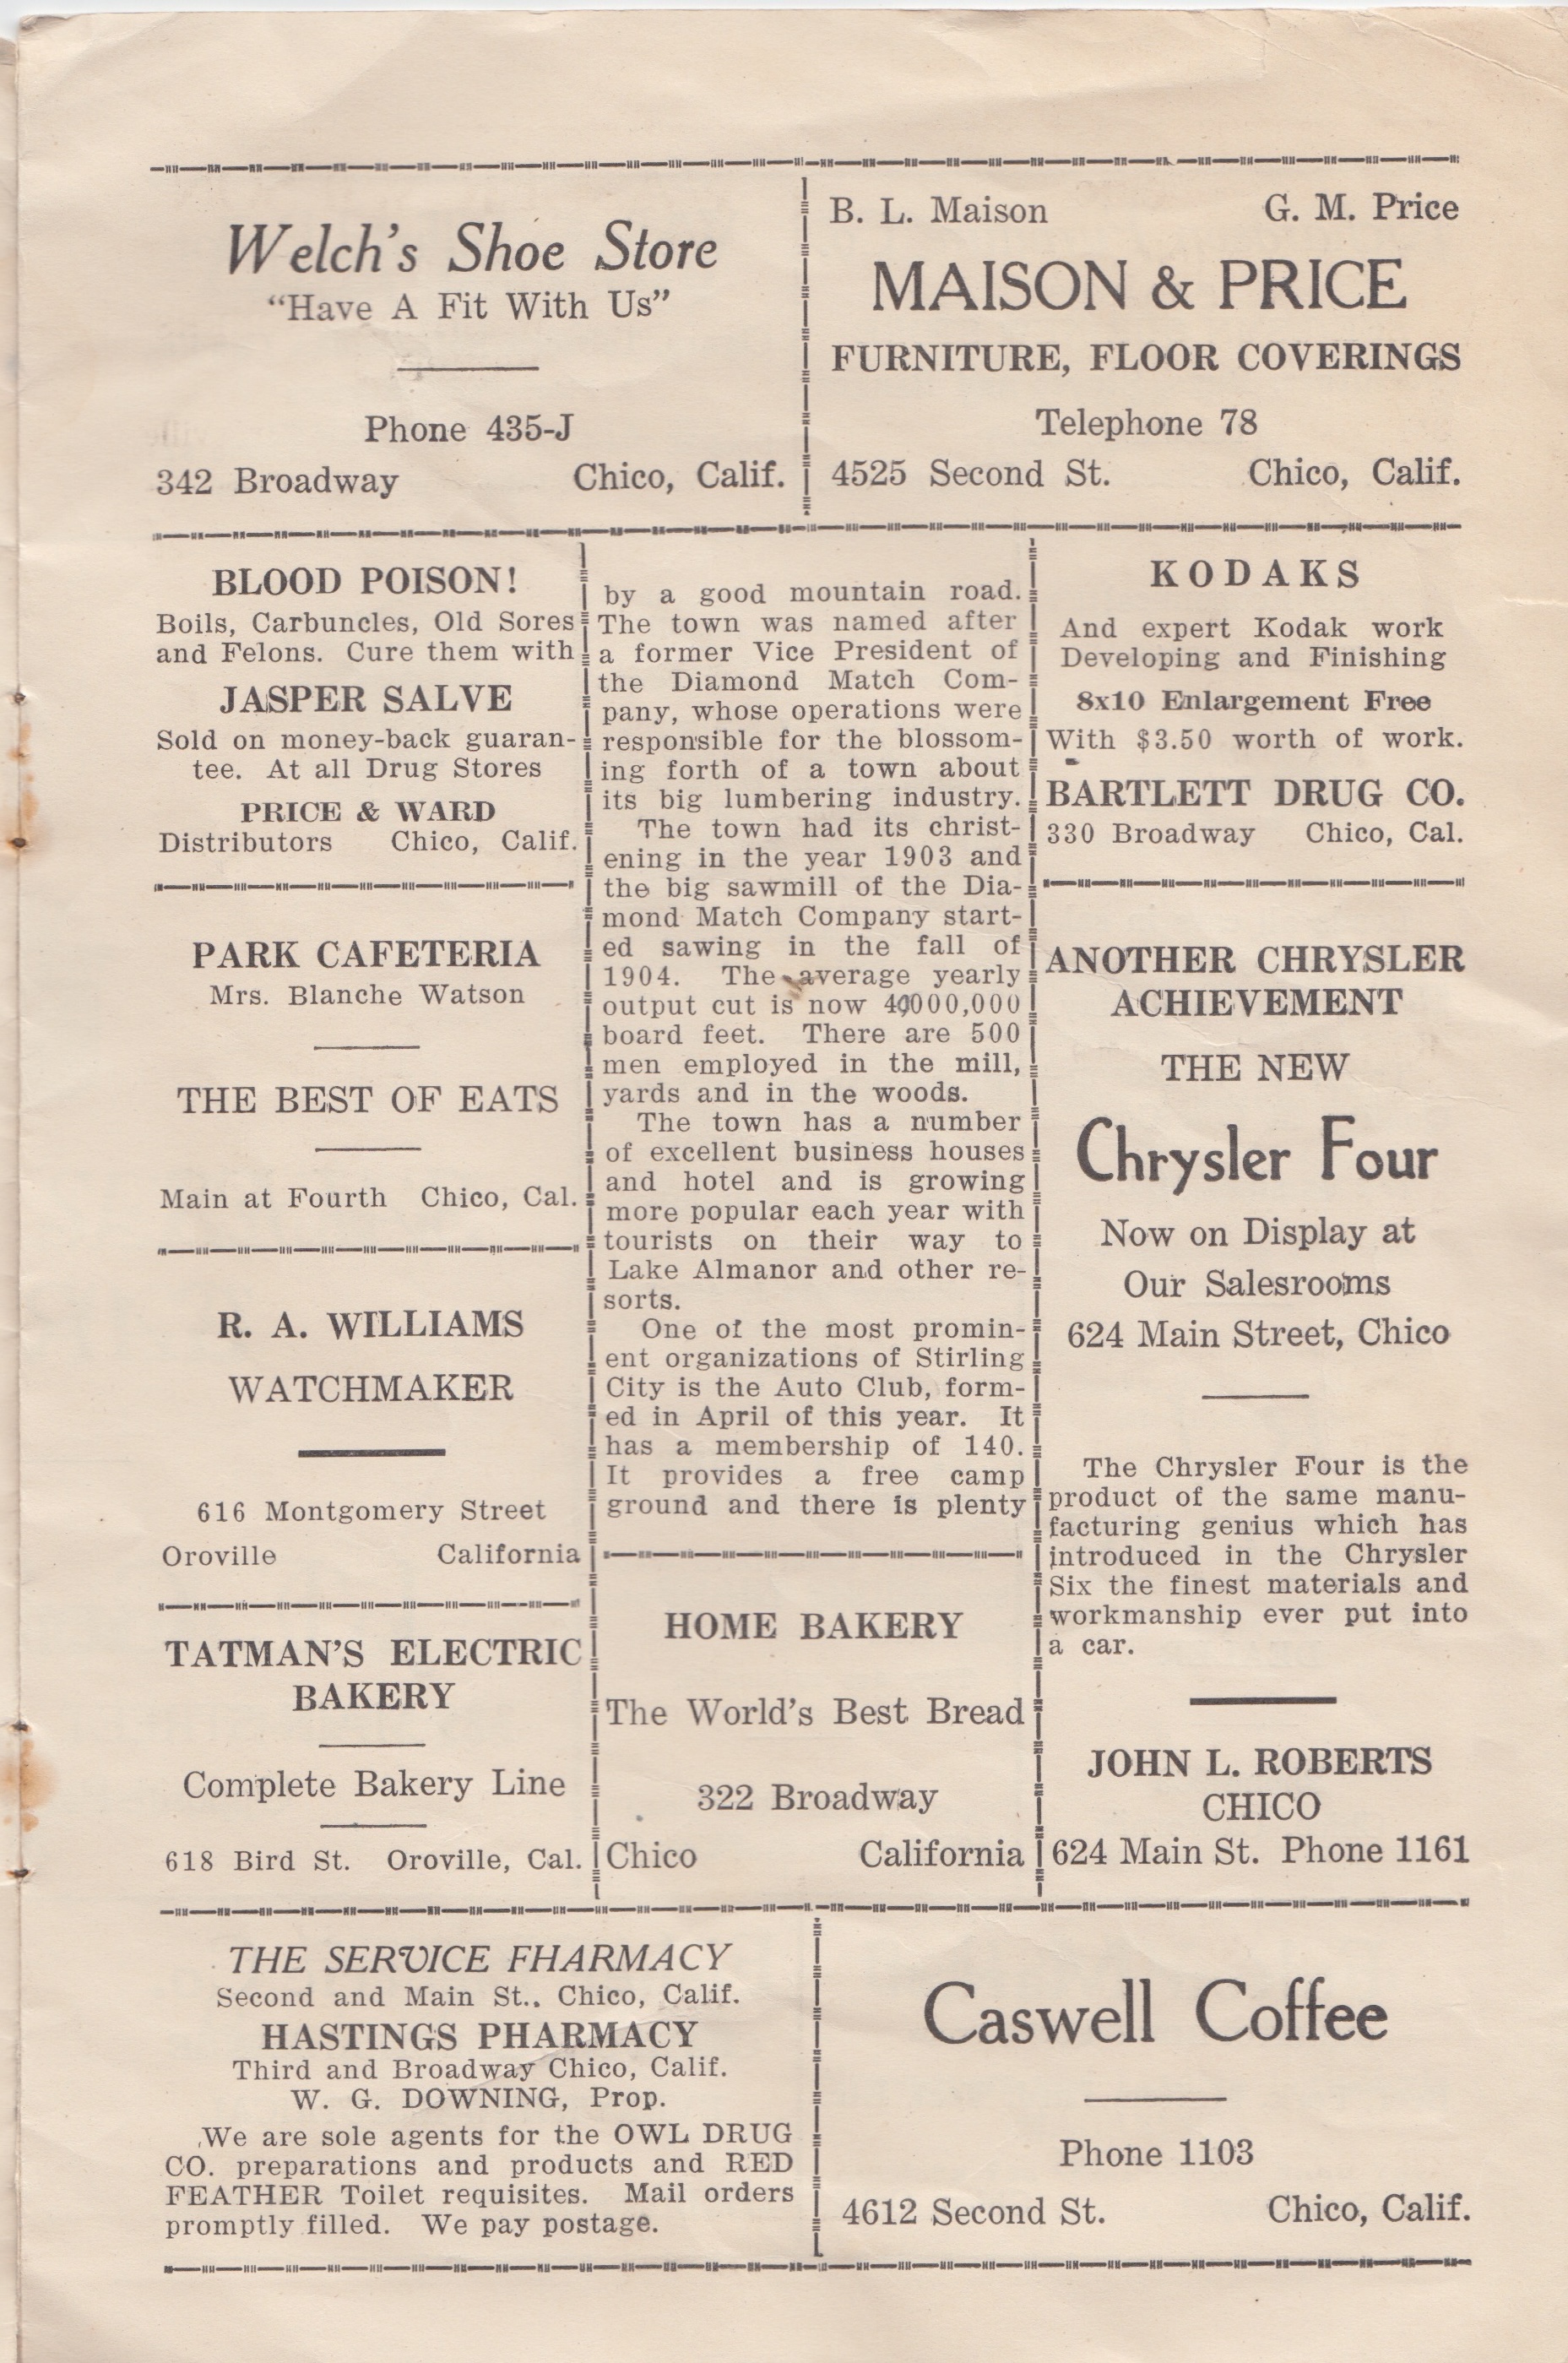 Welch's Shoe Store
"Have A Fit With Us"
Phone 435-J
342 Broadway Chico, Calif.
B. L. Maison G. M. Price
MAISON & PRICE
FURNITURE, FLOOR COVERINGS
Telephone 78
4525 Second St. Chico, Calif.
BLOOD POISON!
Boils, Carbuncles, Old Sores
and Felons. Cure them with
JASPER SALVE
Sold on money-back guaran-
tee. At all Drug Stores
PRICE & WARD
Distributors Chico, Calif.
PARK CAFETERIA
Mrs. Blanche Watson
THE BEST OF EATS
Main at Fourth Chico, Cal.
R. A. WILLIAMS
WATCHMAKER
616 Montgomery Street
Oroville California
TATMAN'S ELECTRIC
BAKERY
Complete Bakery Line
618 Bird St. Oroville, Cal.
by a good mountain road.
The town was named after
a former Vice President of
the Diamond Match Com-
pany, whose operations were
responsible for the blossom-
ing forth of a town about
its big lumbering industry.
The town had its christ-
ening in the year 1903 and
the big sawmill of the Dia-
mond Match Company start-
ed sawing in the fall of
1904. The average yearly
output cut is now 000,000
board feet. There are 500
men employed in the mill,
yards and in the woods.
The town has a number
of excellent business houses
and hotel and is growing
more popular each year with
tourists on their way to
Lake Almanor and other re-
sorts.
One of the most promin-
ent organizations of Stirling
City is the Auto Club, form-
ed in April of this year. It
has a membership of 140.
It provides a free camp
ground and there is plenty
HOME BAKERY
The World's Best Bread
322 Broadway
Chico California
KODAKS
And expert Kodak work
Developing and Finishing
8x10 Enlargement Free
With $3.50 worth of work.
BARTLETT DRUG CO.
330 Broadway Chico, Cal.
ANOTHER CHRYSLER
ACHIEVEMENT
THE NEW
Chrysler Four
Now on Display at
Our Salesrooms
624 Main Street, Chico
The Chrysler Four is the
product of the same manu-
facturing genius which has
introduced in the Chrysler
Six the finest materials and
workmanship ever put into
a car.
JOHN L. ROBERTS
CHICO
624 Main St. Phone 1161
THE SERVICE FHARMACY
Second and Main St.. Chico, Calif.
HASTINGS PHARMACY
Third and Broadway Chico, Calif.
W. G. DOWNING, Prop.
We are sole agents for the OWL DRUG
CO. preparations and products and RED
FEATHER Toilet requisites. Mail orders
promptly filled. We pay postage.
Caswell Coffee
Phone 1103
4612 Second St. Chico, Calif.